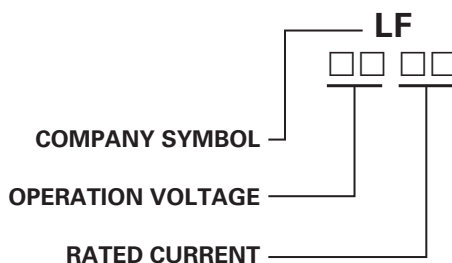 LF
□□ □□
COMPANY SYMBOL
OPERATION VOLTAGE
RATED CURRENT